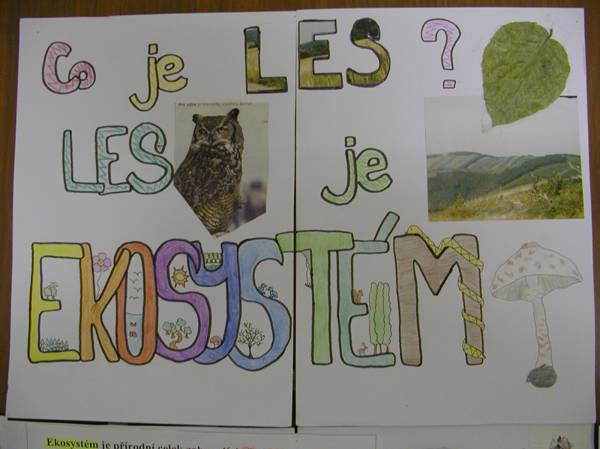 Co je LES ?
LES je
EKOSYSTÉM
Ekosystém je přírodní celek